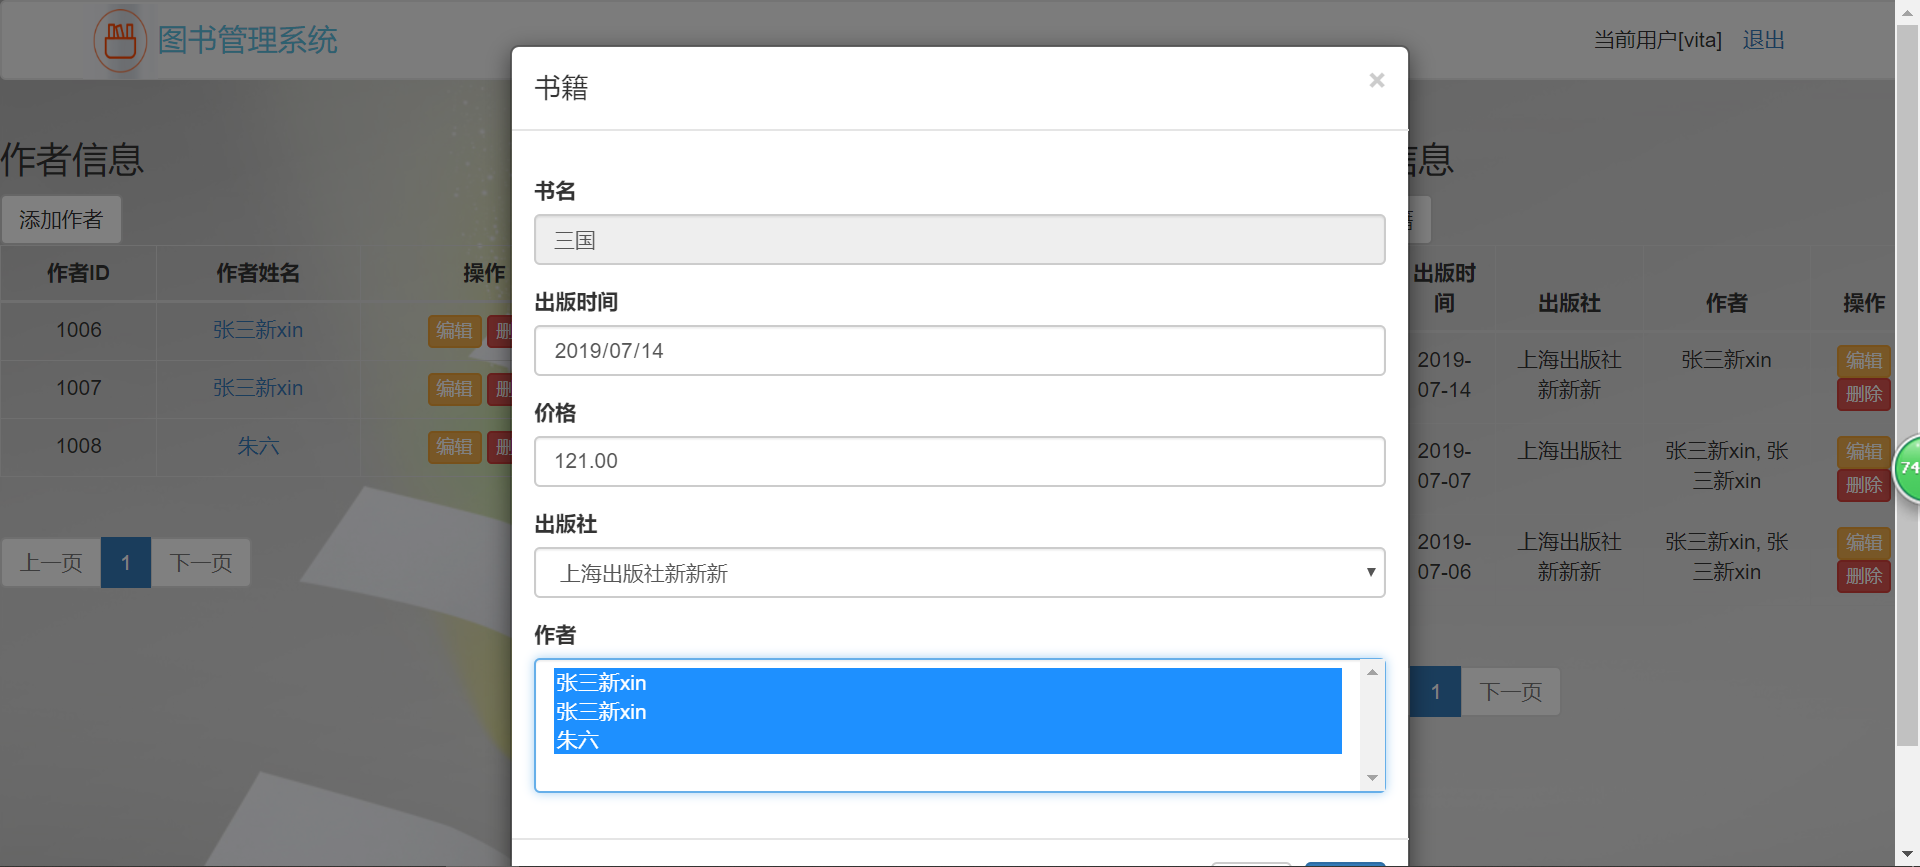 图书管理系统
当前用户[vita] 退出
作者信息
添加作者
作者ID 作者姓名 操作
1006 张三新xin 编辑 删
1007 张三新xin 编辑 删
1008 朱六 编辑 删
上一页 1 下一页
书籍 ×
书名
三国
出版时间
2019/07/14
价格
121.00
出版社
上海出版社新新新
作者
张三新xin
张三新xin
朱六
信息
出版时
间 出版社 作者 操作
2019- 上海出版社 张三新xin 编辑
07-14 新新新 删除
2019- 上海出版社 张三新xin, 张 编辑
07-07 三新xin 删除
2019- 上海出版社 张三新xin, 张 编辑
07-06 新新新 三新xin 删除
1 下一页
74